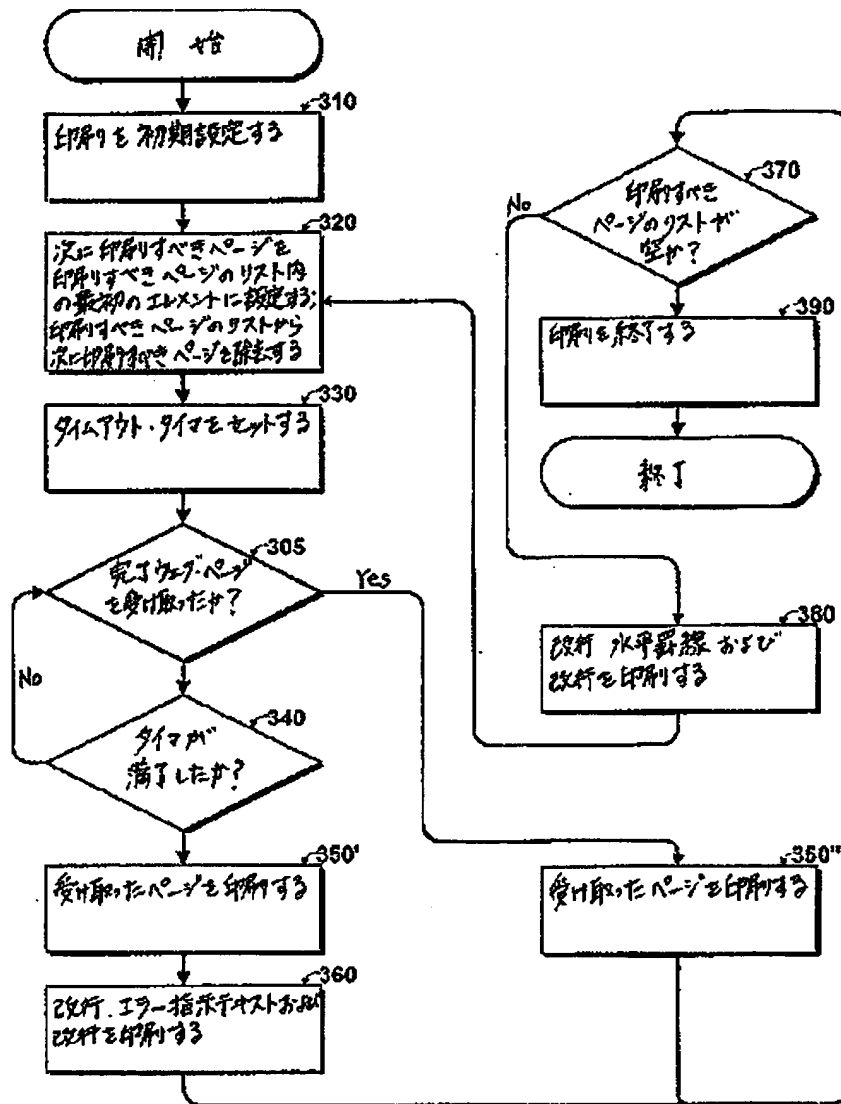 開始
310
印刷を初期設定する
320
次に印刷すべきページを
印刷すべきページのリスト内
の最初のエレメントに設定する;
印刷すべきページのリストから
次に印刷すべきページを除去する
330
タイムアウト・タイマをセットする
305
完了ウェブ・ページ
を受け取ったか?
Yes
No
340
タイマが
満了したか?
350'
受け取ったページを印刷する
360
改行、エラー指示テキストおよび
改行を印刷する
370
印刷すべき
ページのリストが
空か?
No
390
印刷を終了する
終了
380
改行 水平罫線 および
改行を印刷する
350"
受け取ったページを印刷する